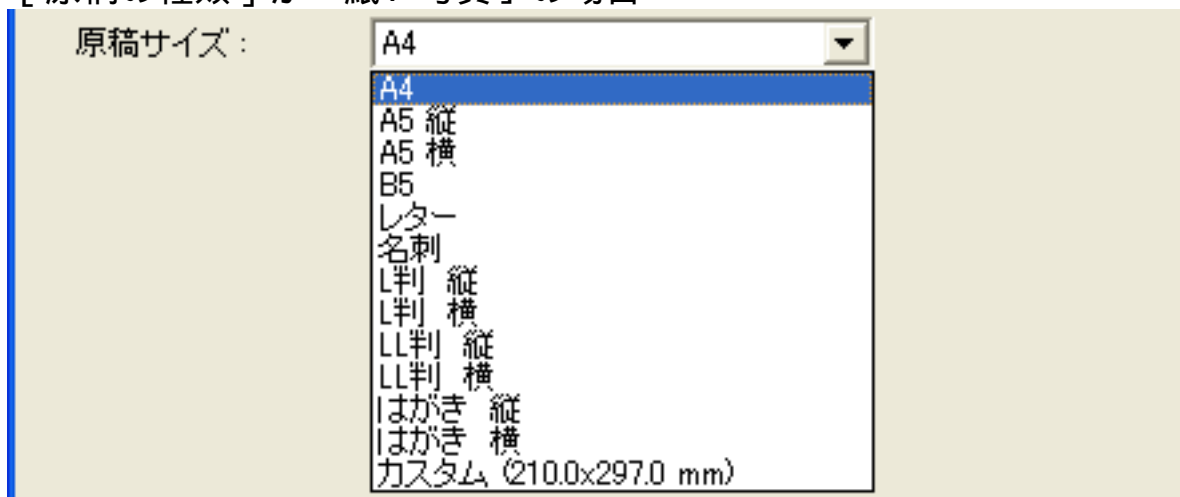 原稿サイズ： A4
A4
A5 縦
A5 横
B5
レター
名刺
L判 縦
L判 横
LL判 縦
LL判 横
はがき 縦
はがき 横
カスタム (210.0x297.0 mm)